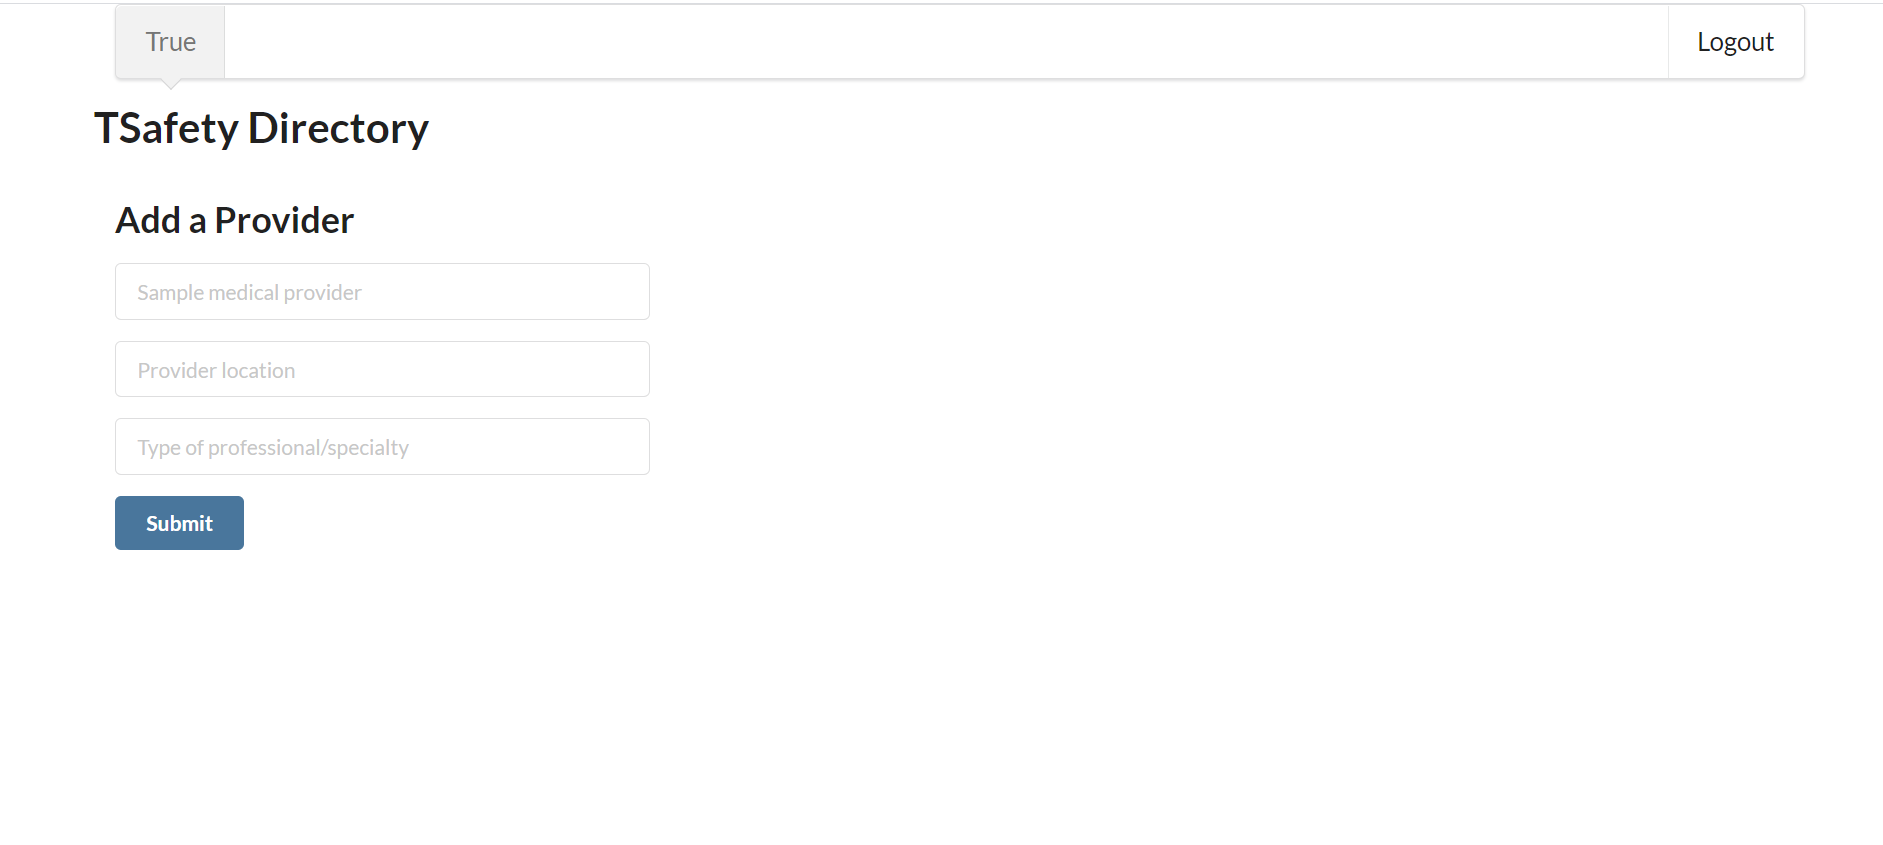 True
Logout
TSafety Directory
Add a Provider
Sample medical provider
Provider location
Type of professional/specialty
Submit